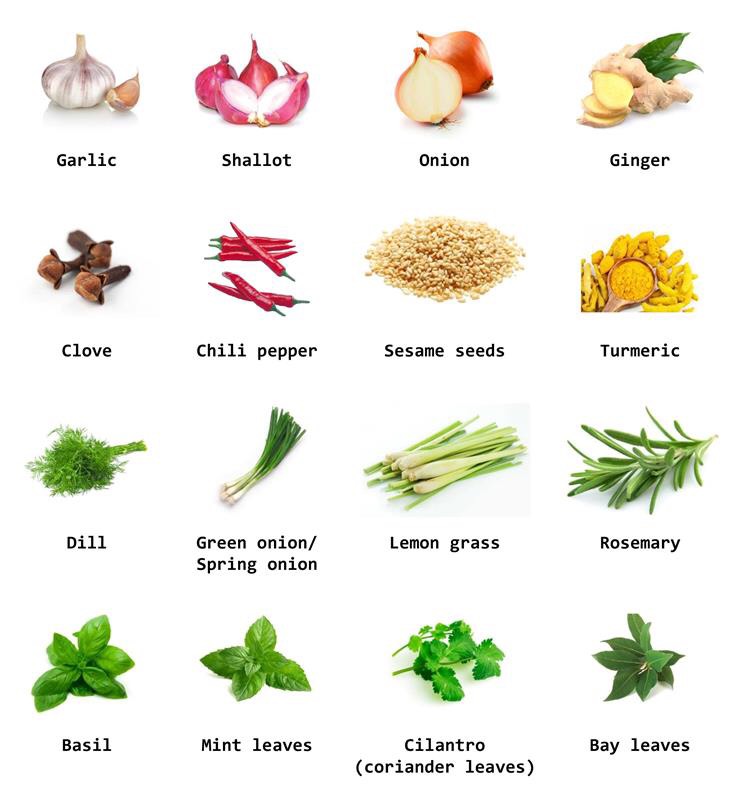 Garlic
Shallot
Onion
Ginger
Clove
Chili pepper
Sesame seeds
Turmeric
Dill
Green onion/
Spring onion
Lemon grass
Rosemary
Basil
Mint leaves
Cilantro
(coriander leaves)
Bay leaves